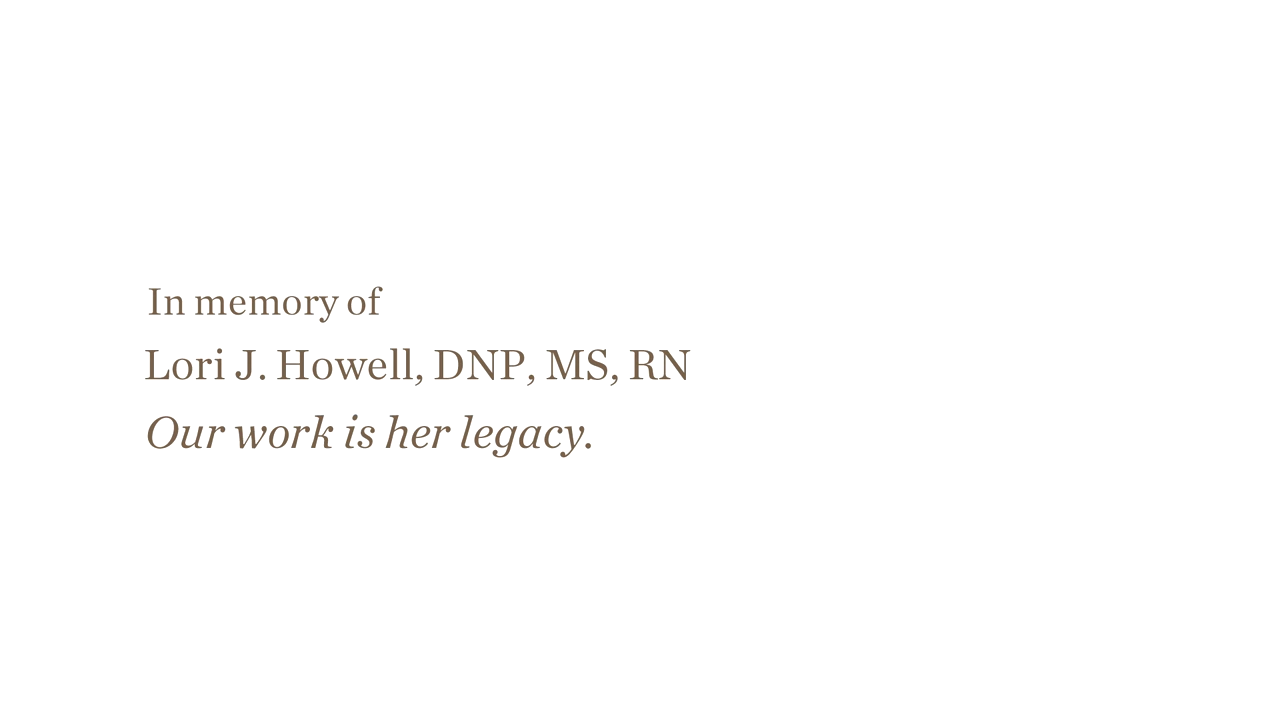 In memory of
Lori J. Howell, DNP, MS, RN
Our work is her legacy.